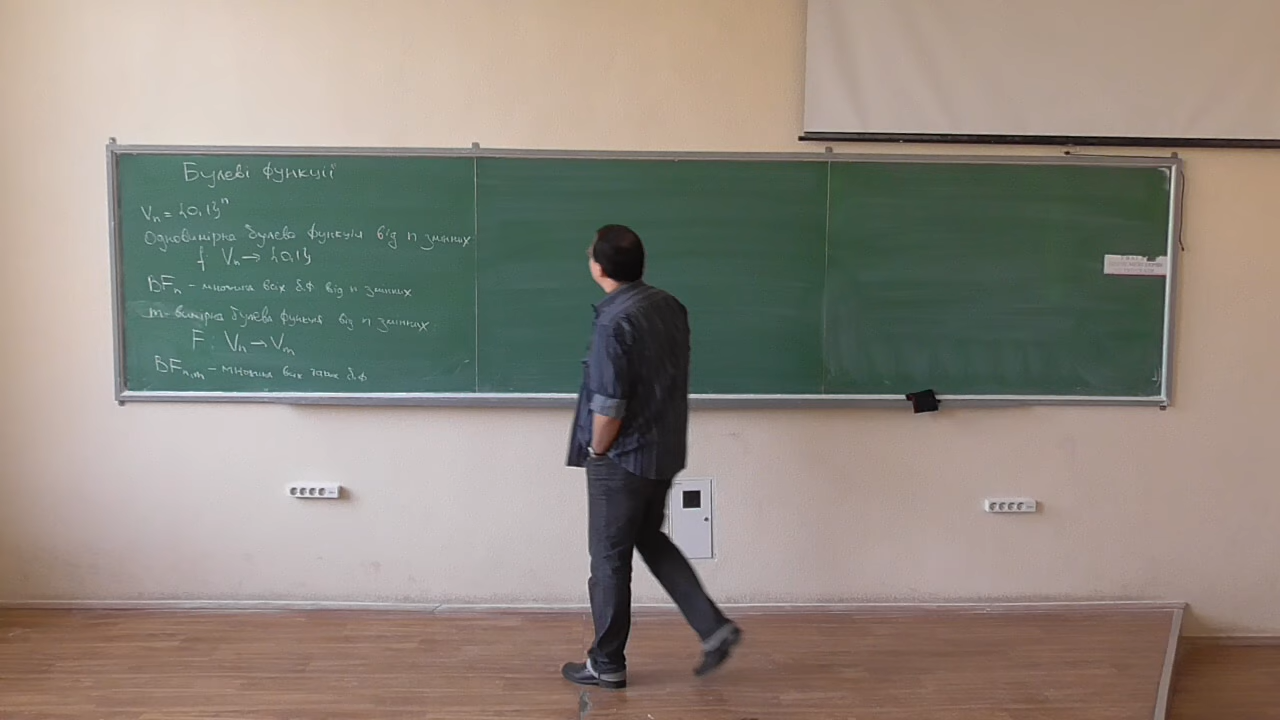 Булеві функції
Vₙ = {0,1}ⁿ
Одновимірна булева функція від n змінних
f: Vₙ → {0,1}
BFₙ - множина всіх б.ф від n змінних
m-вимірна булева функція від n змінних
F: Vₙ → Vₘ
BFₙ,ₘ - множина всіх таких б.ф